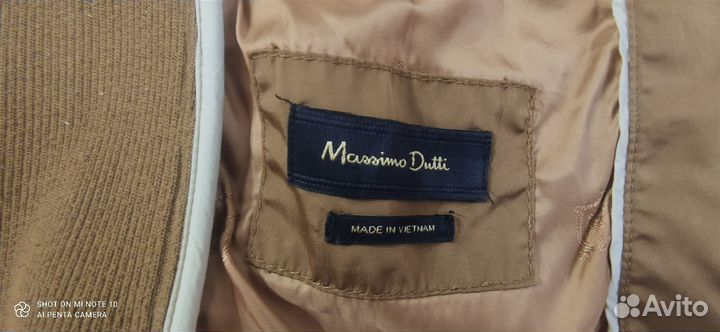 Massimo Dutti
MADE IN VIETNAM
SHOT ON MI NOTE 10
AI PENTA CAMERA
Avito